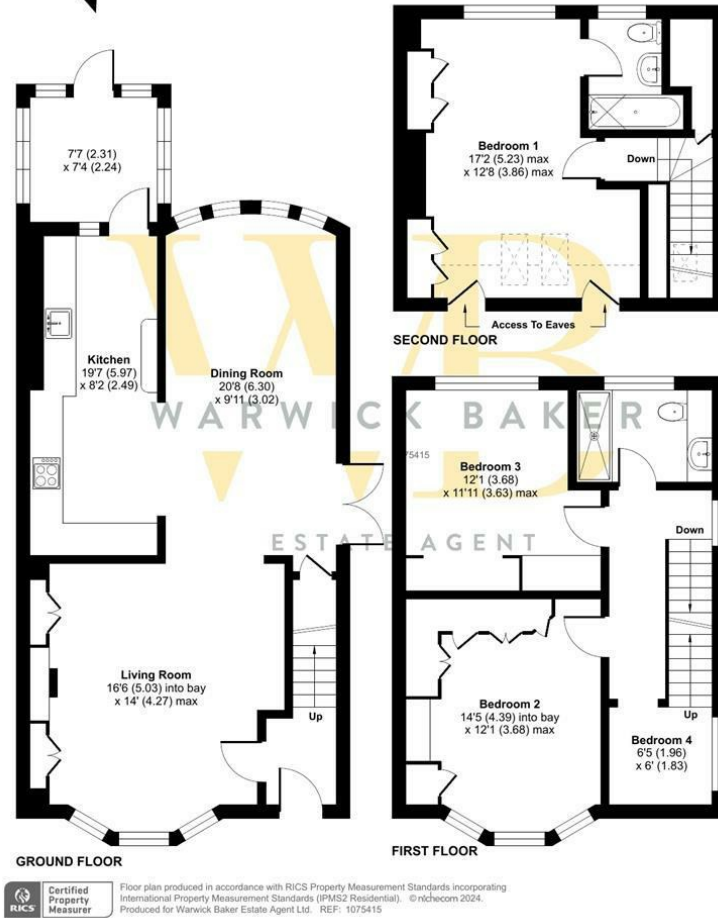 7'7 (2.31)
x 7'4 (2.24)
Kitchen
19'7 (5.97)
x 8'2 (2.49)
Dining Room
20'8 (6.30)
x 9'11 (3.02)
Living Room
16'6 (5.03) into bay
x 14' (4.27) max
Up
GROUND FLOOR
Bedroom 1
17'2 (5.23) max
x 12'8 (3.86) max
Down
Access To Eaves
SECOND FLOOR
WB
WARWICK BAKER
ESTATE AGENT
75415
Bedroom 3
12'1 (3.68)
x 11'11 (3.63) max
Down
Bedroom 2
14'5 (4.39) into bay
x 12'1 (3.68) max
Up
Bedroom 4
6'5 (1.96)
x 6' (1.83)
FIRST FLOOR
RICS
Certified
Property
Measurer
Floor plan produced in accordance with RICS Property Measurement Standards incorporating
International Property Measurement Standards (IPMS2 Residential). © nichecom 2024.
Produced for Warwick Baker Estate Agent Ltd. REF: 1075415